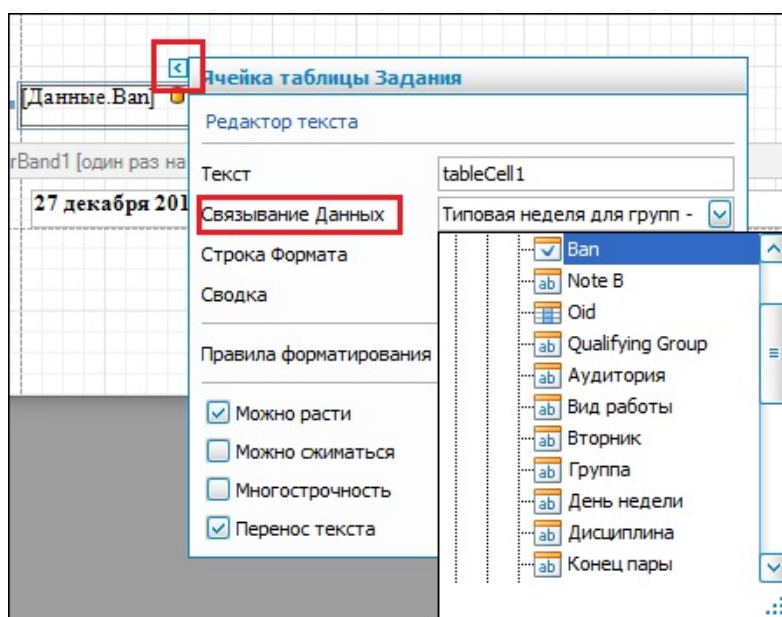 Ячейка таблицы Задания
[Данные.Ban]
Редактор текста
rBand1 [один раз на
Текст
tableCell1
27 декабря 201
Связывание Данных
Типовая неделя для групп -
Строка Формата
Ban
Сводка
Note B
Oid
Правила форматирования
Qualifying Group
Аудитория
Можно расти
Вид работы
Можно сжиматься
Вторник
Многострочность
Группа
День недели
Перенос текста
Дисциплина
Конец пары